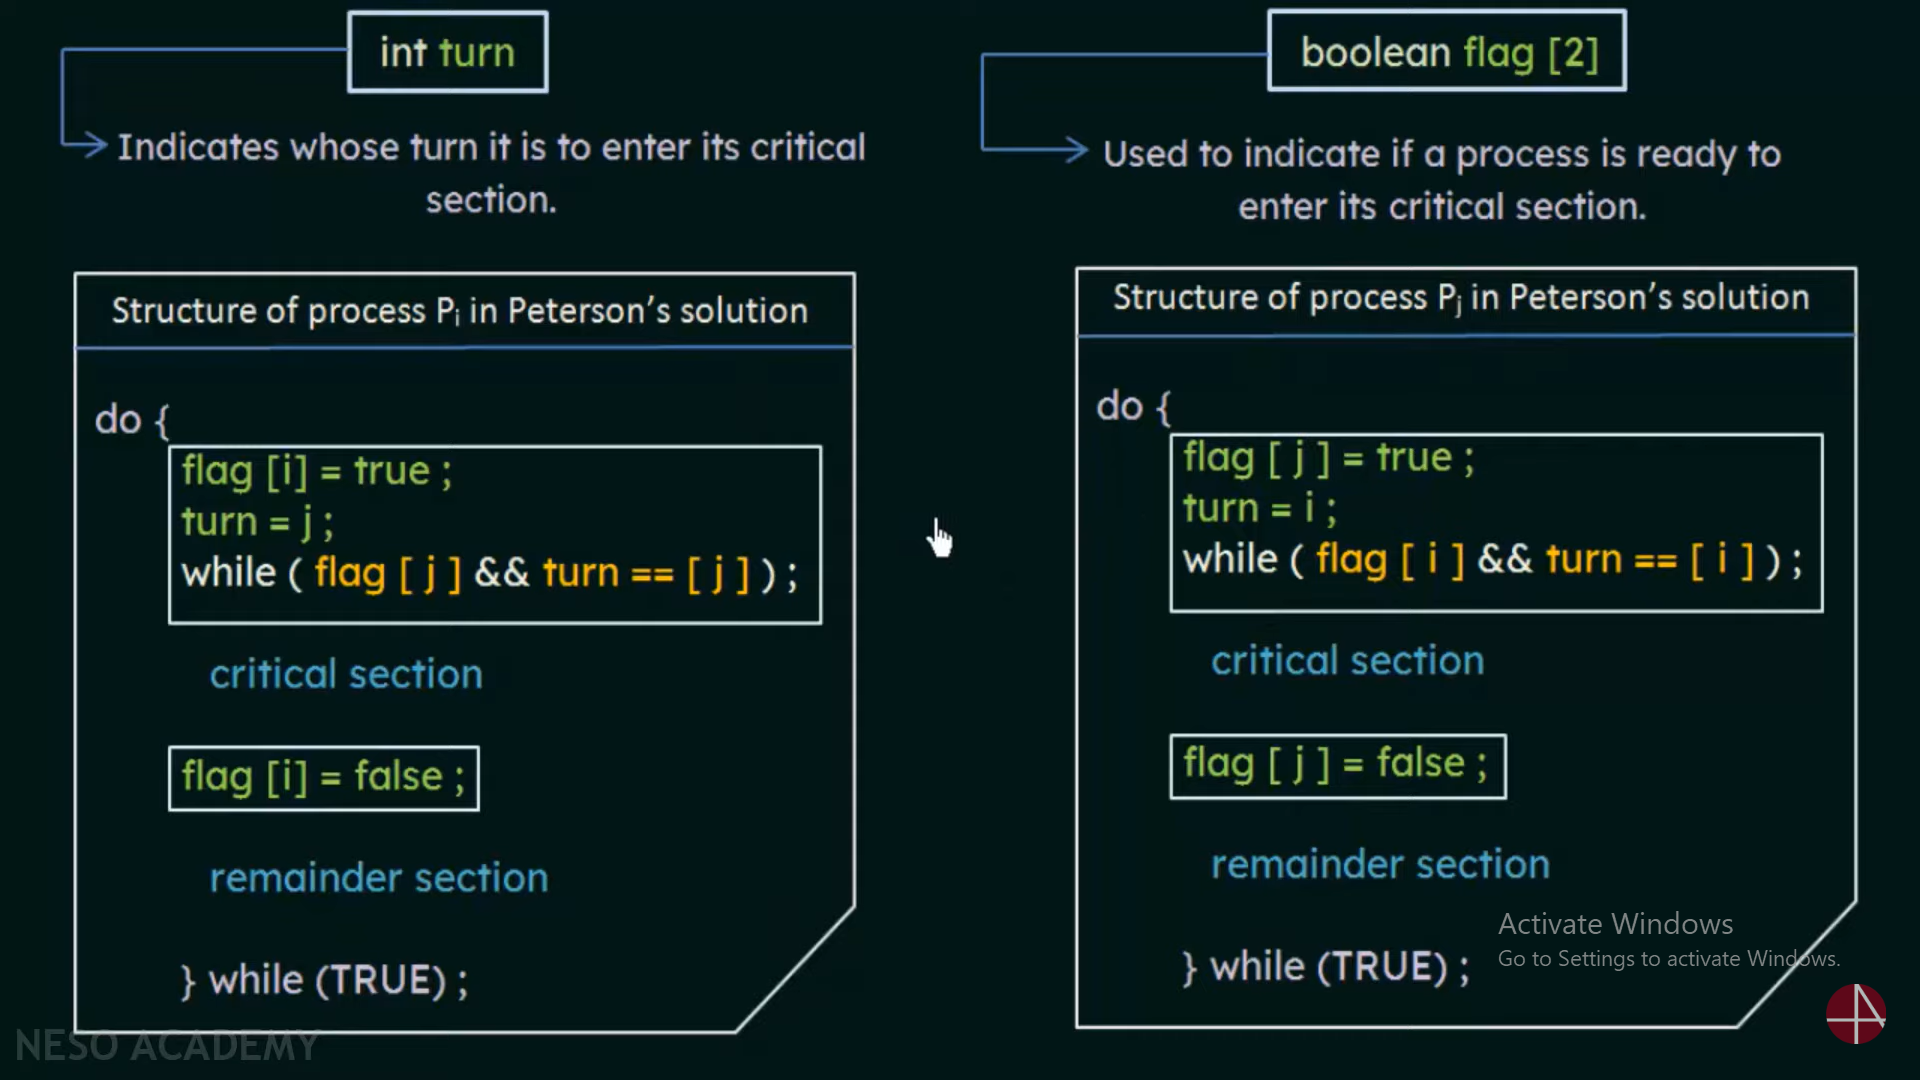 int turn
Indicates whose turn it is to enter its critical
section.
boolean flag [2]
Used to indicate if a process is ready to
enter its critical section.
Structure of process Pi in Peterson's solution
do {
flag [i] = true ;
turn = j ;
while ( flag [ j ] && turn == [ j ] ) ;
critical section
flag [i] = false ;
remainder section
} while (TRUE) ;
Structure of process Pj in Peterson's solution
do {
flag [ j ] = true ;
turn = i ;
while ( flag [ i ] && turn == [ i ] ) ;
critical section
flag [ j ] = false ;
remainder section
} while (TRUE) ;
Activate Windows
Go to Settings to activate Windows.
NESO ACADEMY